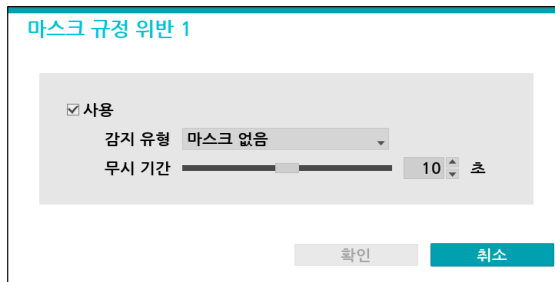 마스크 규정 위반 1
사용
감지 유형 마스크 없음
무시 기간 10 초
확인 취소